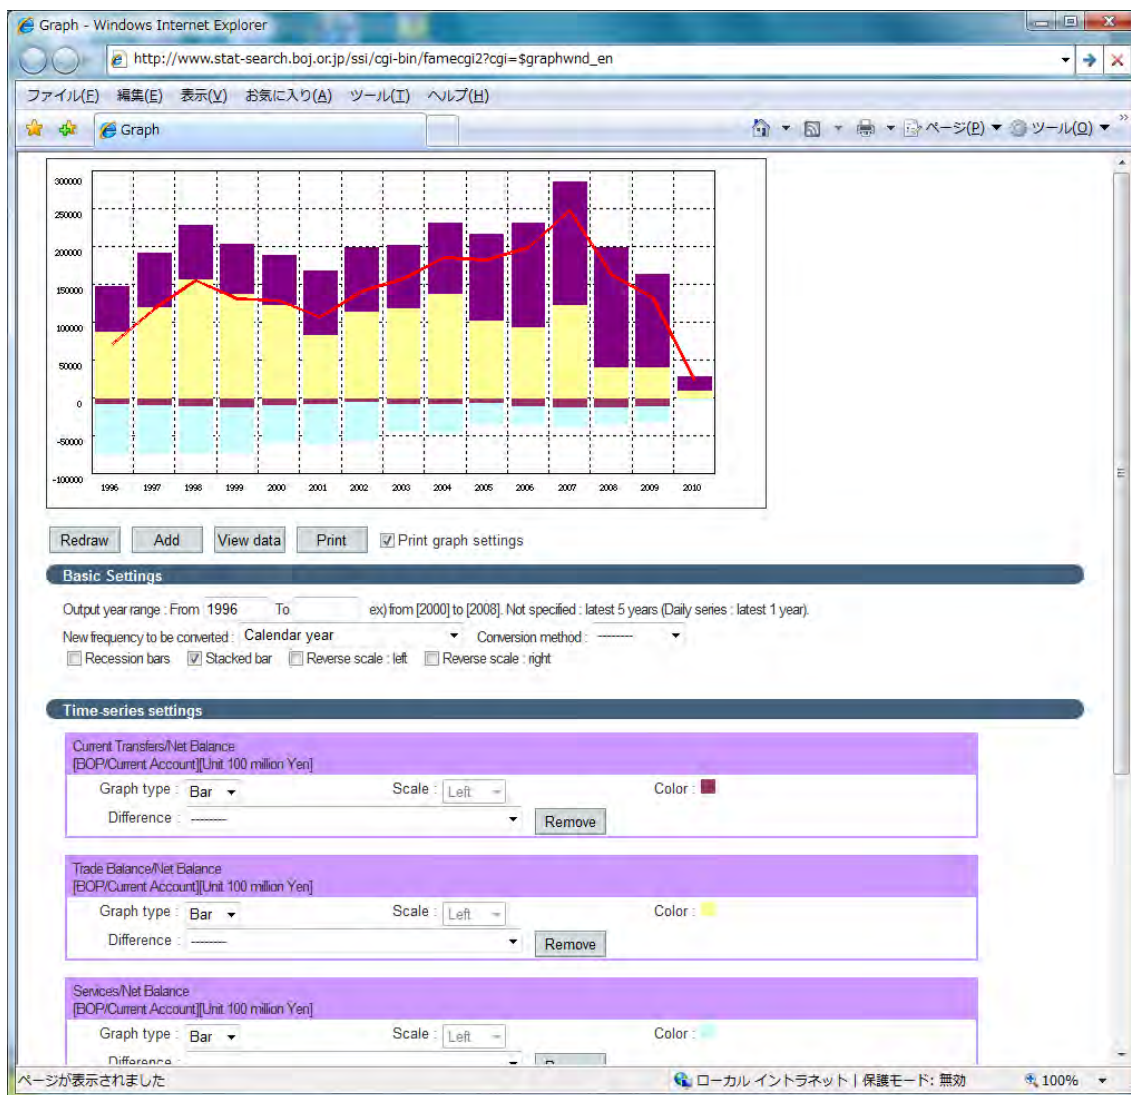 Graph - Windows Internet Explorer
http://www.stat-search.boj.or.jp/ssi/cgi-bin/famecgi2?cgi=$graphwnd_en
ファイル(F) 編集(E) 表示(V) お気に入り(A) ツール(T) ヘルプ(H)
Graph
ページ(P) ツール(O) »
300000
250000
200000
150000
100000
50000
0
-50000
-100000
1996 1997 1998 1999 2000 2001 2002 2003 2004 2005 2006 2007 2008 2009 2010
Redraw Add View data Print Print graph settings
Basic Settings
Output year range : From 1996 To ex) from [2000] to [2008]. Not specified : latest 5 years (Daily series : latest 1 year).
New frequency to be converted : Calendar year Conversion method : --------
Recession bars Stacked bar Reverse scale : left Reverse scale : right
Time-series settings
Current Transfers/Net Balance
[BOP/Current Account][Unit 100 million Yen]
Graph type : Bar Scale : Left Color :
Difference : -------- Remove
Trade Balance/Net Balance
[BOP/Current Account][Unit 100 million Yen]
Graph type : Bar Scale : Left Color :
Difference : -------- Remove
Services/Net Balance
[BOP/Current Account][Unit 100 million Yen]
Graph type : Bar Scale : Left Color :
Difference :
ページが表示されました ローカル イントラネット | 保護モード: 無効 100%